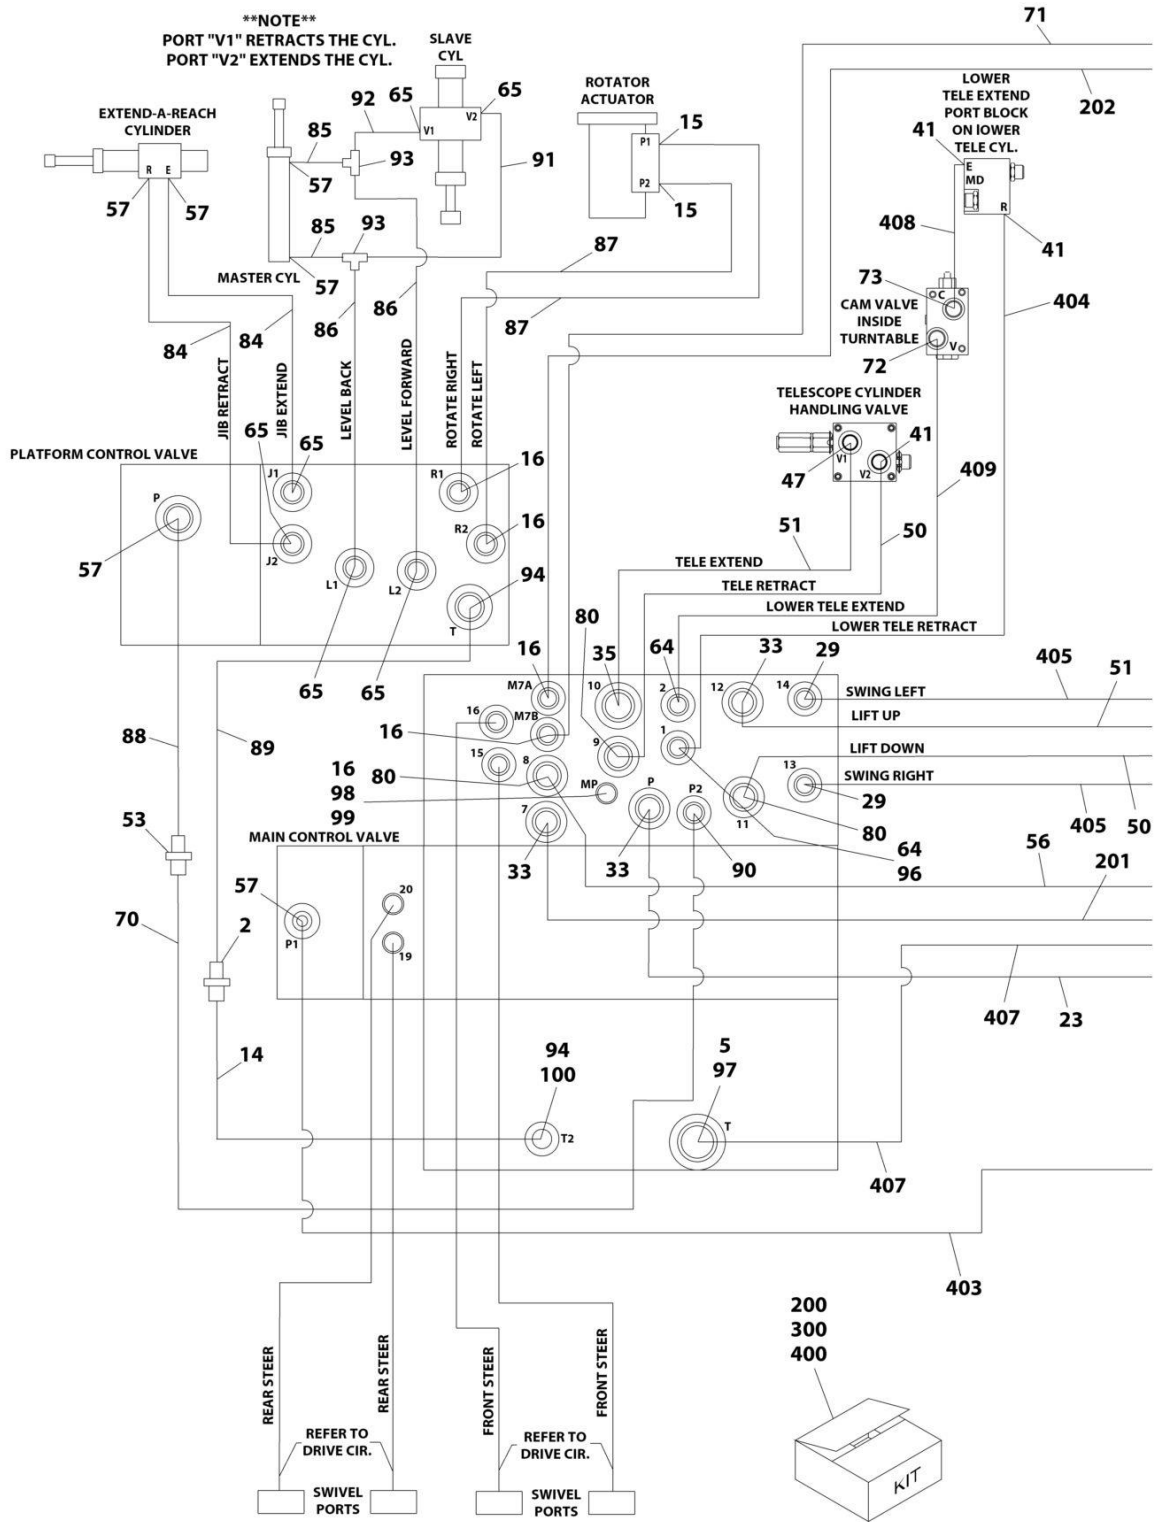 **NOTE**
PORT "V1" RETRACTS THE CYL.
PORT "V2" EXTENDS THE CYL.
SLAVE
CYL
71
202
EXTEND-A-REACH
CYLINDER
R E
57
57
85
92
65
V1
V2
65
93
57
91
85
93
MASTER CYL
57
ROTATOR
ACTUATOR
P1
P2
15
15
87
87
LOWER
TELE EXTEND
PORT BLOCK
ON lOWER
TELE CYL.
41
E
MD
R
41
408
404
73
C
V
CAM VALVE
INSIDE
TURNTABLE
72
84
84
86
86
JIB RETRACT
JIB EXTEND
LEVEL BACK
LEVEL FORWARD
ROTATE RIGHT
ROTATE LEFT
TELESCOPE CYLINDER
HANDLING VALVE
V1
V2
47
41
409
PLATFORM CONTROL VALVE
P
57
65
J1
65
J2
L1
L2
R1
16
R2
16
T
94
65
65
51
50
TELE EXTEND
TELE RETRACT
LOWER TELE EXTEND
LOWER TELE RETRACT
80
16
35
64
33
29
M7A
10
2
12
14
SWING LEFT
405
51
LIFT UP
16
M7B
16
15
9
1
LIFT DOWN
13
SWING RIGHT
29
405
50
88
89
16
98
99
80
8
MP
P
P2
11
7
33
33
90
80
64
96
53
MAIN CONTROL VALVE
56
201
57
P1
20
19
70
2
407
23
14
94
100
T2
5
97
T
407
403
REAR STEER
REAR STEER
FRONT STEER
FRONT STEER
REFER TO
DRIVE CIR.
REFER TO
DRIVE CIR.
SWIVEL
PORTS
SWIVEL
PORTS
200
300
400
KIT